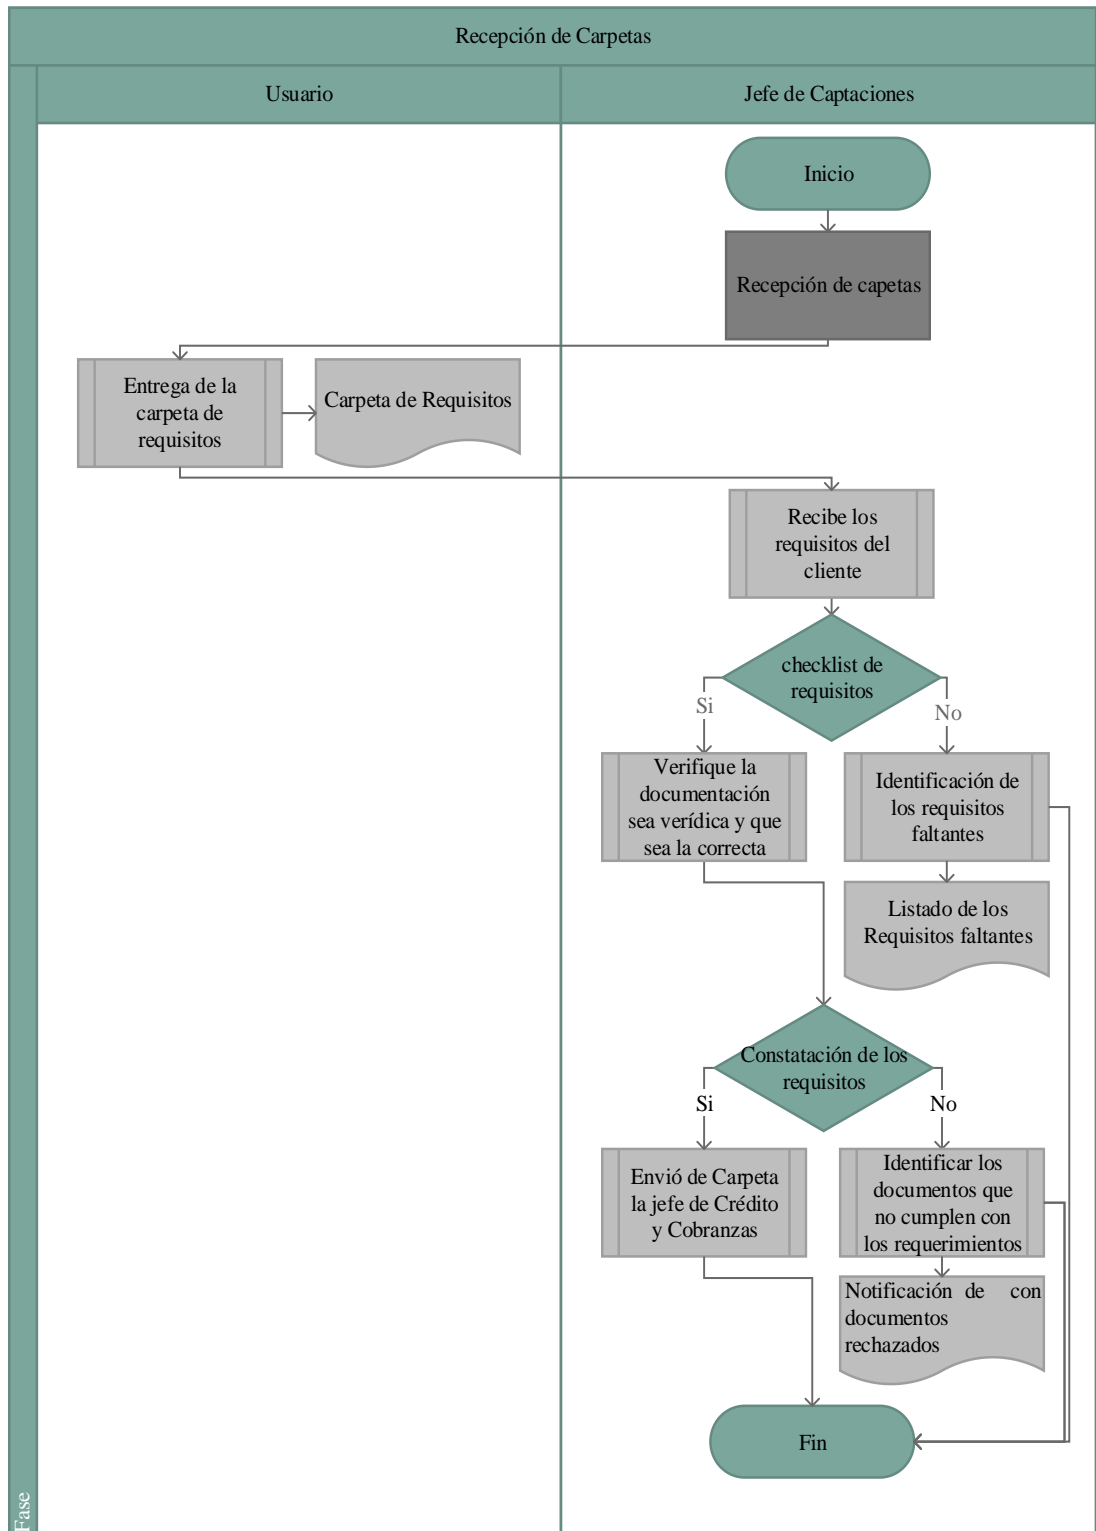 Recepción de Carpetas
Usuario
Jefe de Captaciones
Inicio
Recepción de capetas
Entrega de la
carpeta de
requisitos
Carpeta de Requisitos
Recibe los
requisitos del
cliente
checklist de
requisitos
Si
No
Verifique la
documentación
sea verídica y que
sea la correcta
Identificación de
los requisitos
faltantes
Listado de los
Requisitos faltantes
Constatación de los
requisitos
Si
No
Envió de Carpeta
la jefe de Crédito
y Cobranzas
Identificar los
documentos que
no cumplen con
los requerimientos
Notificación de con
documentos
rechazados
Fin
Fase